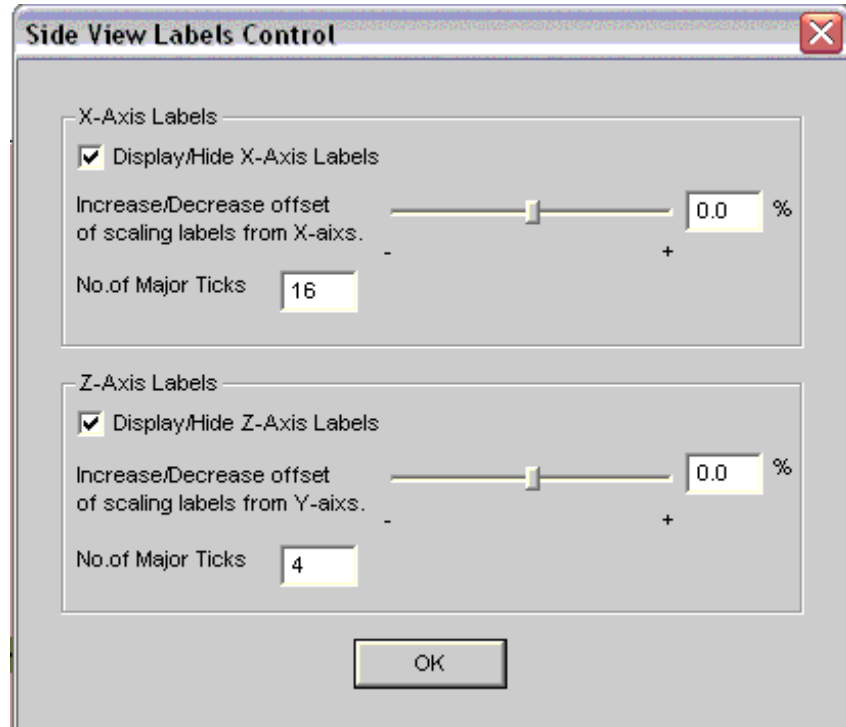 Side View Labels Control
X-Axis Labels
Display/Hide X-Axis Labels
Increase/Decrease offset
of scaling labels from X-aixs.
- +
0.0 %
No.of Major Ticks 16
Z-Axis Labels
Display/Hide Z-Axis Labels
Increase/Decrease offset
of scaling labels from Y-aixs.
- +
0.0 %
No.of Major Ticks 4
OK